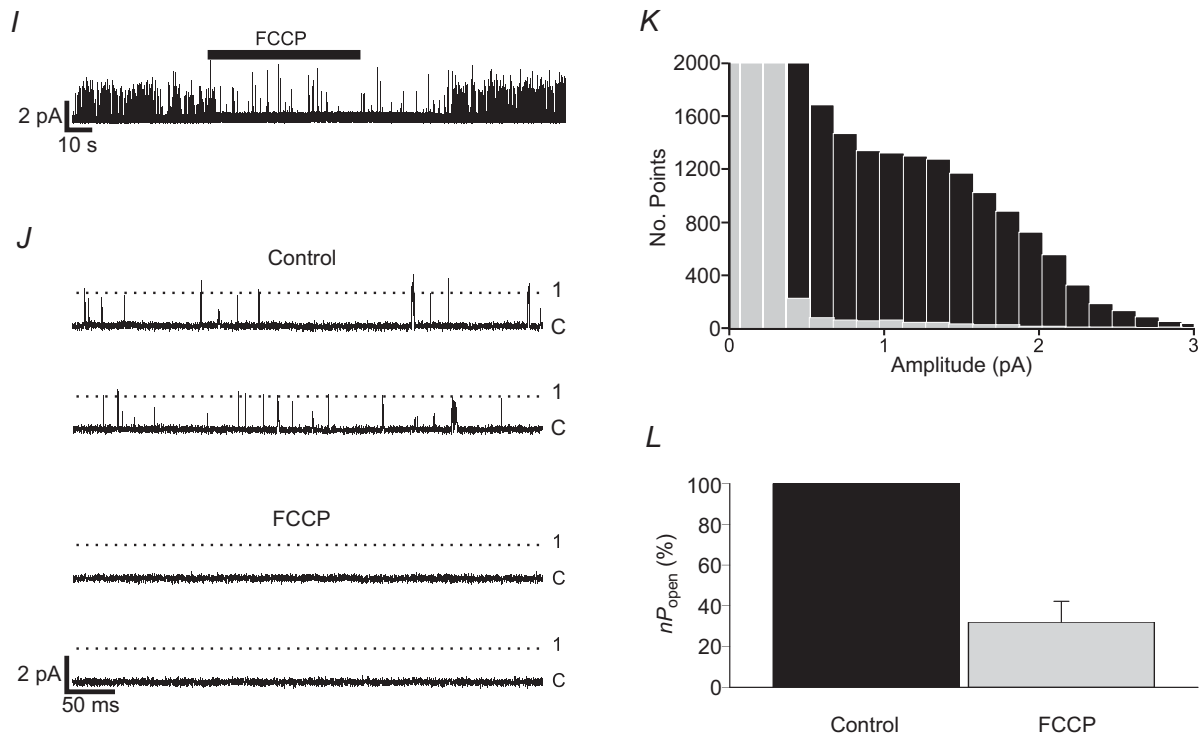 I
FCCP
2 pA
10 s
J
Control
1
C
1
C
FCCP
1
C
1
C
2 pA
50 ms
K
2000
1600
1200
800
400
0
No. Points
0 1 2 3
Amplitude (pA)
L
100
80
60
40
20
0
nPopen (%)
Control FCCP